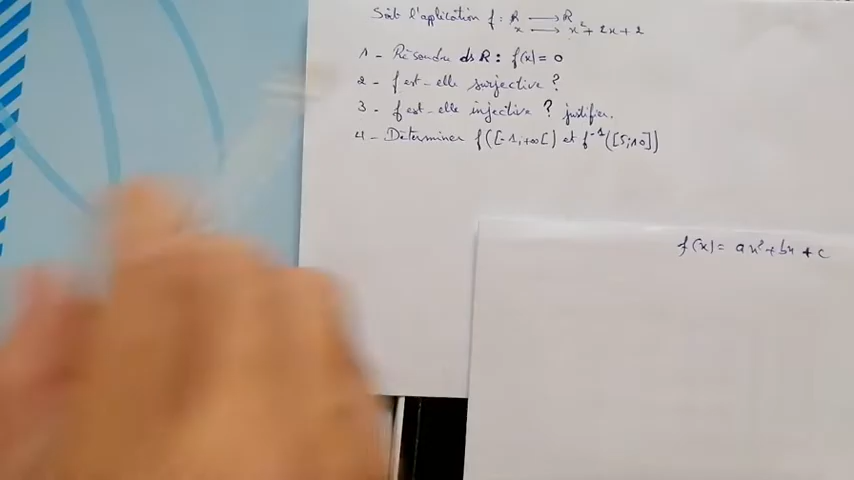 Soit l'application f : R → R
x → x² + 2x + 2
1 - Résoudre ds R : f(x) = 0
2 - f est-elle surjective ?
3 - f est-elle injective ? justifier.
4 - Déterminer f([-1,+∞[) et f⁻¹([5;10])
f(x) = ax² + bx + c